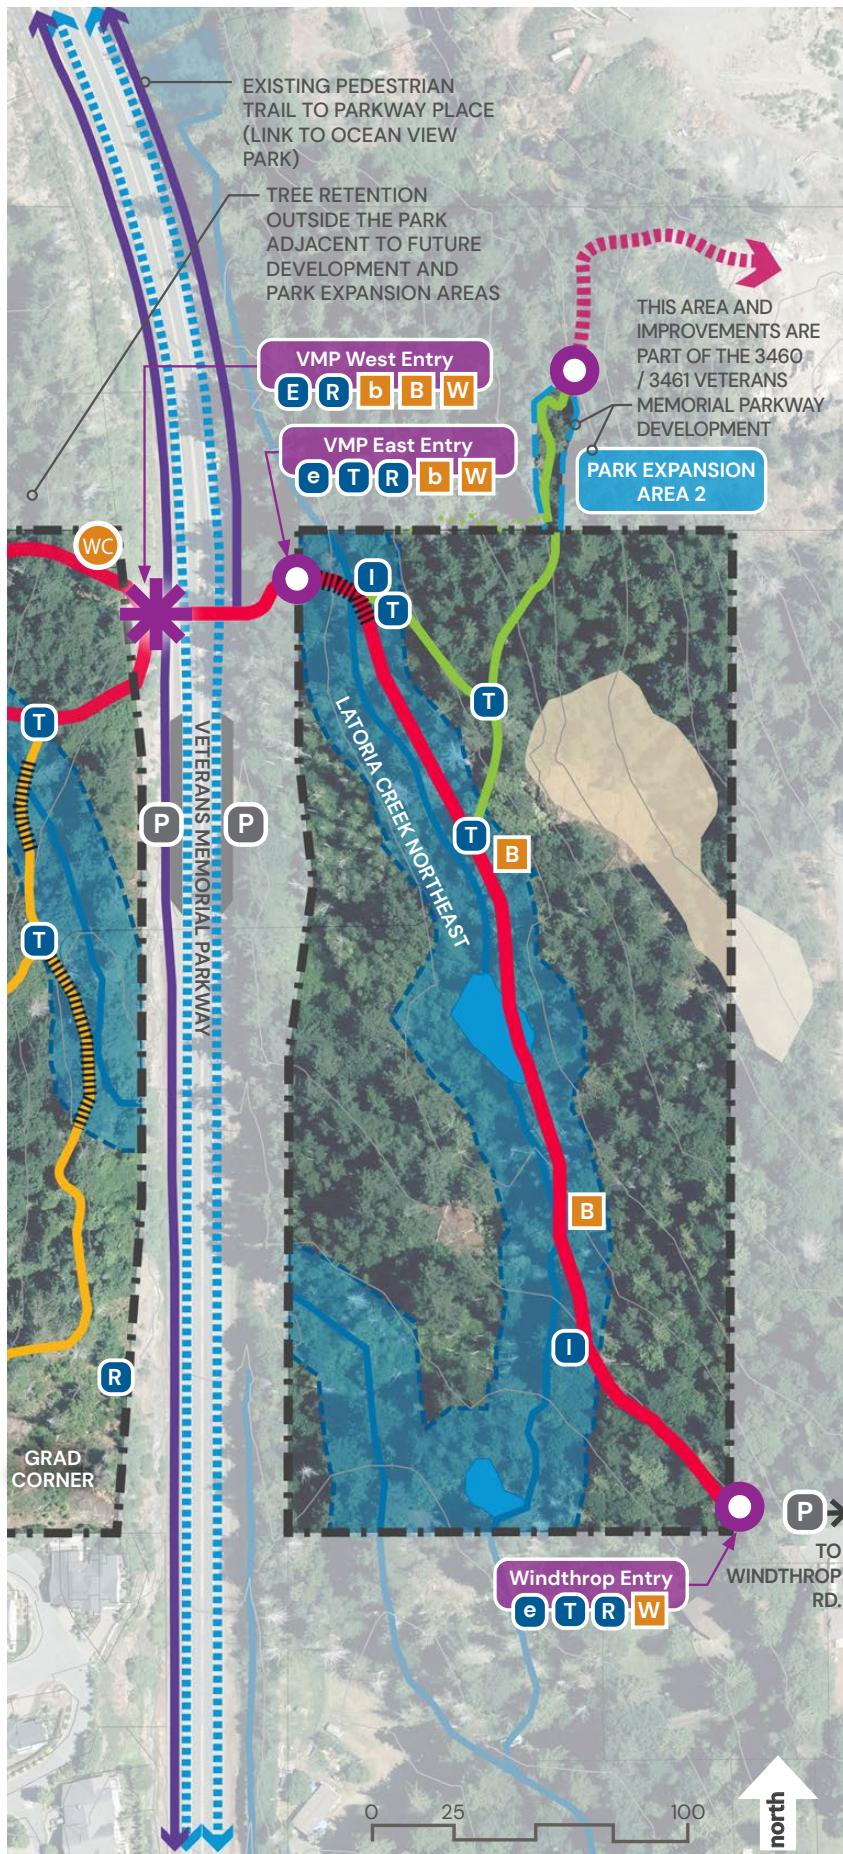 EXISTING PEDESTRIAN
TRAIL TO PARKWAY PLACE
(LINK TO OCEAN VIEW
PARK)
TREE RETENTION
OUTSIDE THE PARK
ADJACENT TO FUTURE
DEVELOPMENT AND
PARK EXPANSION AREAS
THIS AREA AND
IMPROVEMENTS ARE
PART OF THE 3460
/ 3461 VETERANS
MEMORIAL PARKWAY
DEVELOPMENT
VMP West Entry
E R b B W
VMP East Entry
e T R b W
PARK EXPANSION
AREA 2
WC
I
T
T
T
P
P
VETERANS MEMORIAL PARKWAY
LATORIA CREEK NORTHEAST
T
B
T
B
I
R
GRAD
CORNER
P
TO
WINDTHROP
RD.
Windthrop Entry
e T R W
0 25 100
north